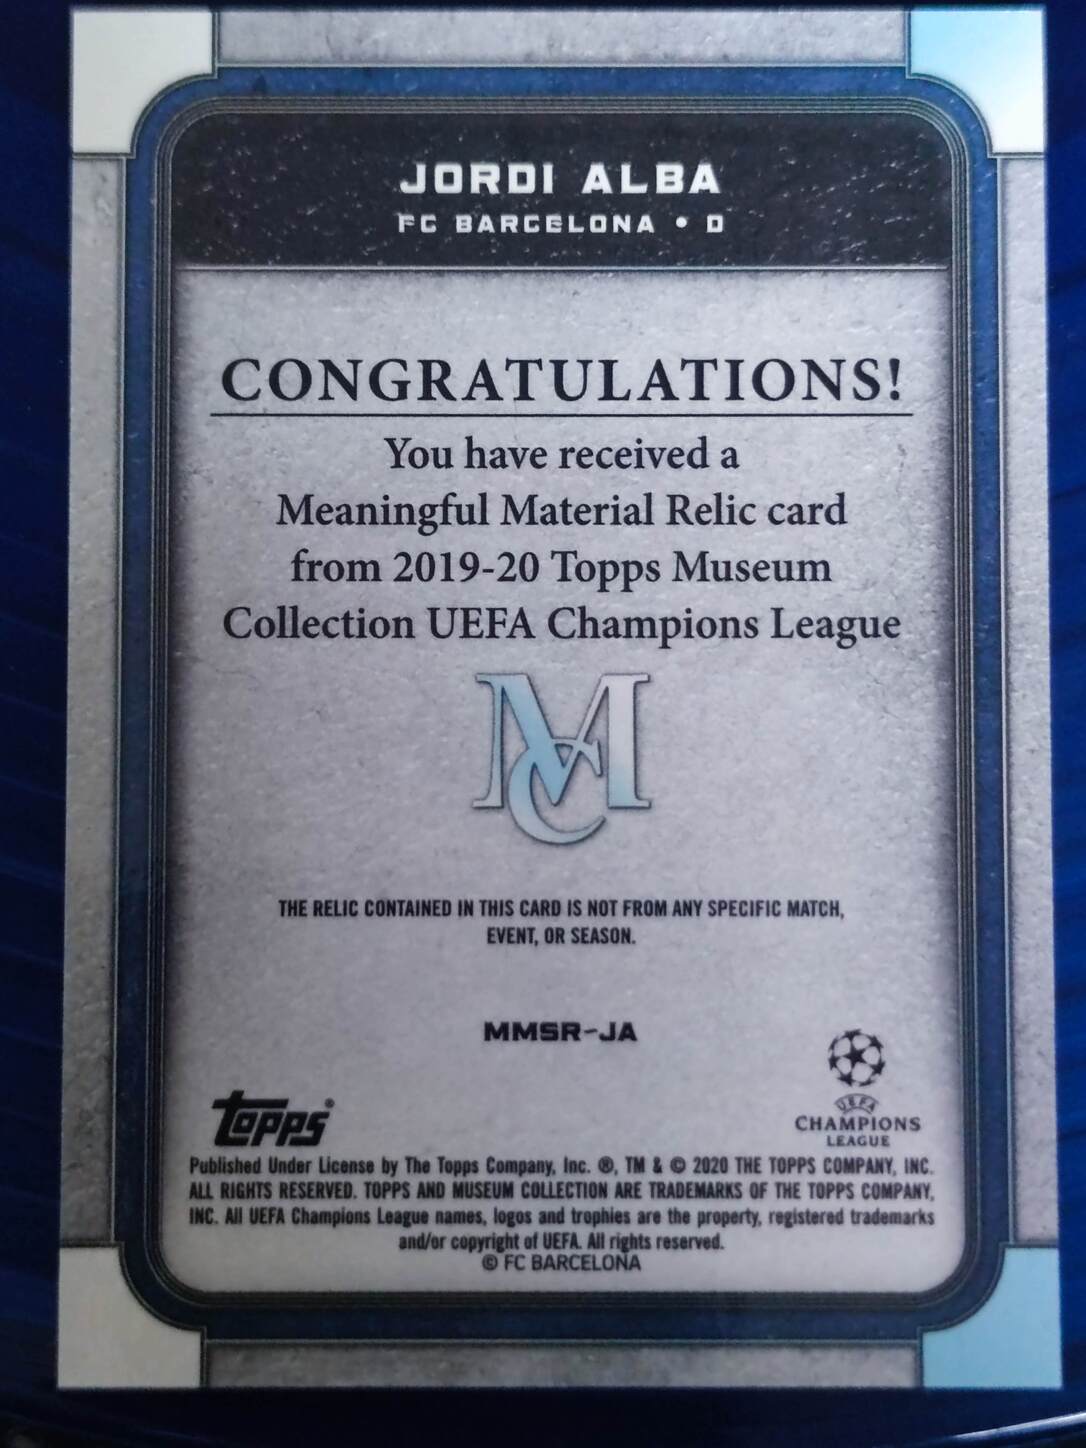 JORDI ALBA
FC BARCELONA • D
CONGRATULATIONS!
You have received a
Meaningful Material Relic card
from 2019-20 Topps Museum
Collection UEFA Champions League
MC
THE RELIC CONTAINED IN THIS CARD IS NOT FROM ANY SPECIFIC MATCH,
EVENT, OR SEASON.
MMSR-JA
topps®
UEFA
CHAMPIONS
LEAGUE
Published Under License by The Topps Company, Inc. ®, TM & © 2020 THE TOPPS COMPANY, INC.
ALL RIGHTS RESERVED. TOPPS AND MUSEUM COLLECTION ARE TRADEMARKS OF THE TOPPS COMPANY,
INC. All UEFA Champions League names, logos and trophies are the property, registered trademarks
and/or copyright of UEFA. All rights reserved.
© FC BARCELONA